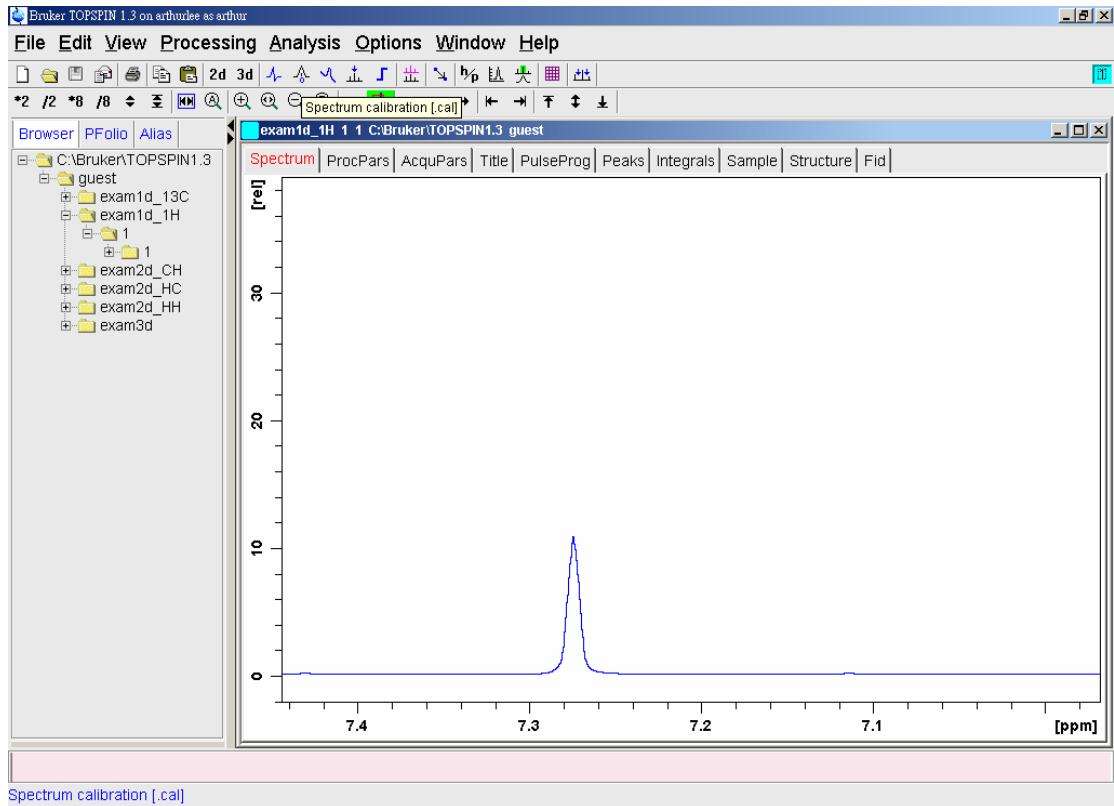 Bruker TOPSPIN 1.3 on arthurlee as arthur
File Edit View Processing Analysis Options Window Help
2d 3d
*2 /2 *8 /8
Spectrum calibration [.cal]
Browser PFolio Alias
exam1d_1H 1 1 C:\Bruker\TOPSPIN1.3 guest
C:\Bruker\TOPSPIN1.3
guest
exam1d_13C
exam1d_1H
1
1
exam2d_CH
exam2d_HC
exam2d_HH
exam3d
Spectrum ProcPars AcquPars Title PulseProg Peaks Integrals Sample Structure Fid
[rel]
30
20
10
0
7.4 7.3 7.2 7.1 [ppm]
Spectrum calibration [.cal]